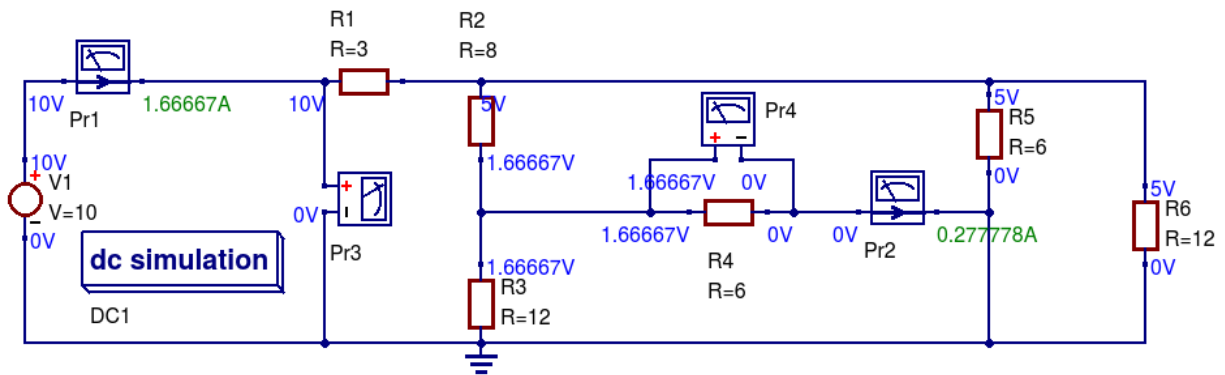 R1
R=3
R2
R=8
10V
1.66667A
Pr1
10V
5V
Pr4
5V
R5
R=6
10V
V1
V=10
0V
+
-
+
I
0V
Pr3
1.66667V
+ -
1.66667V
0V
0V
5V
R6
R=12
0V
1.66667V
0V
0V
Pr2
0.277778A
dc simulation
DC1
1.66667V
R3
R=12
R4
R=6